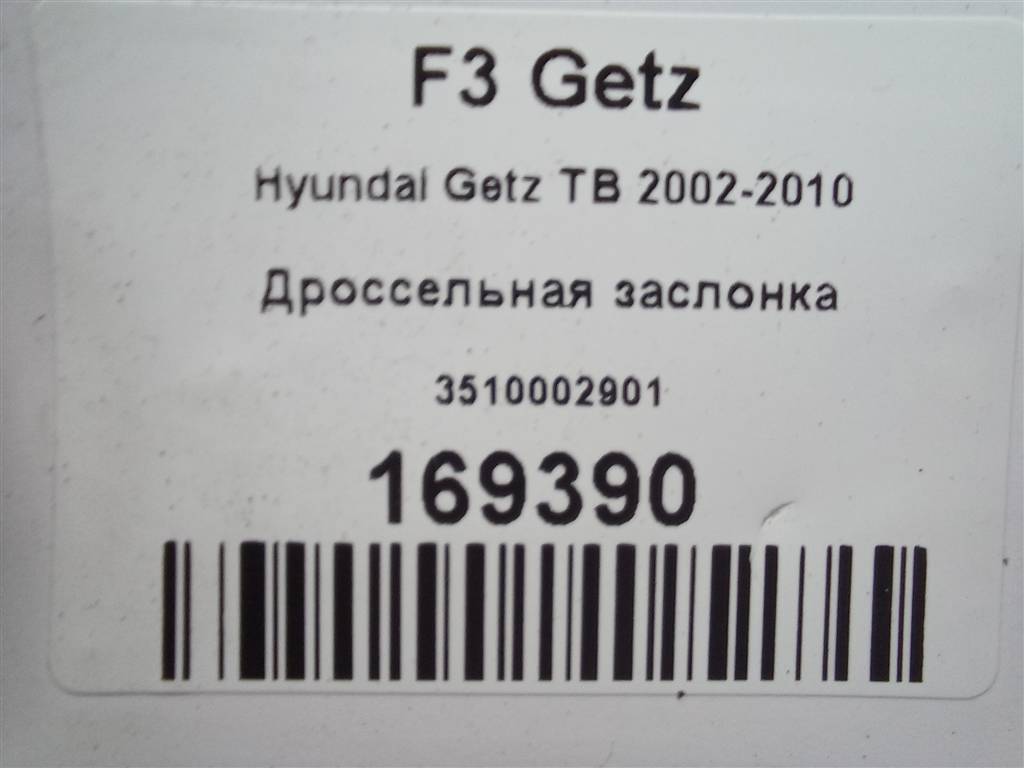 F3 Getz
Hyundai Getz TB 2002-2010
Дроссельная заслонка
3510002901
169390